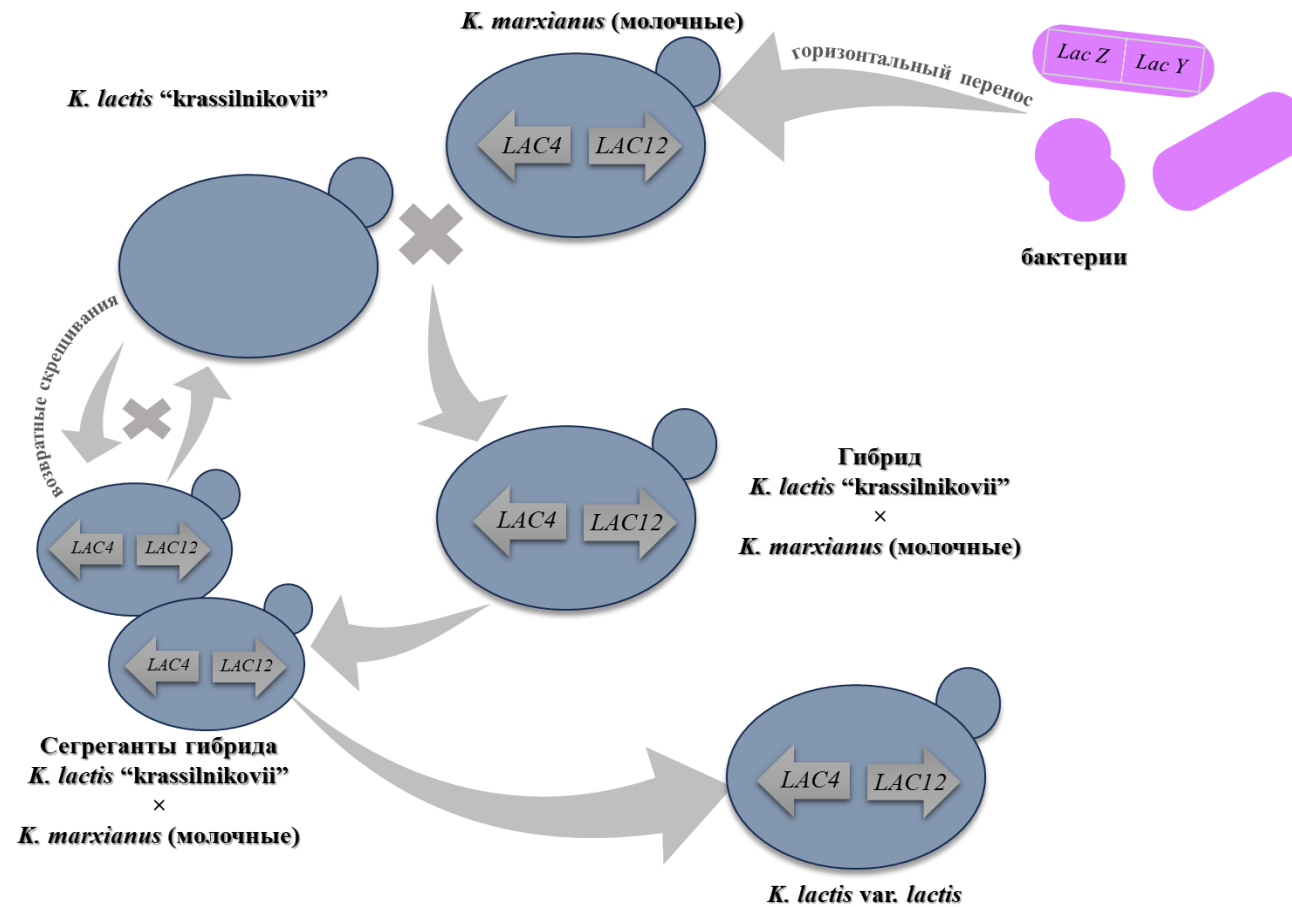 K. marxianus (молочные)
горизонтальный перенос
Lac Z
Lac Y
K. lactis “krassilnikovii”
LAC4
LAC12
бактерии
возвратные скрещивания
Гибрид
K. lactis “krassilnikovii”
×
K. marxianus (молочные)
LAC4
LAC12
LAC4
LAC12
LAC4
LAC12
Сегреганты гибрида
K. lactis “krassilnikovii”
×
K. marxianus (молочные)
LAC4
LAC12
K. lactis var. lactis